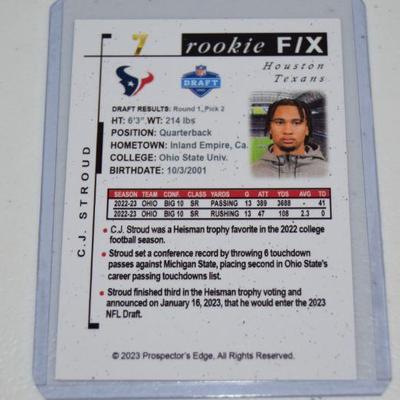 7 rookie F/X
Houston
Texans
NFL
DRAFT
DRAFT RESULTS: Round 1, Pick 2
HT: 6'3" WT: 214 lbs
POSITION: Quarterback
HOMETOWN: Inland Empire, Ca.
COLLEGE: Ohio State Univ.
BIRTHDATE: 10/3/2001
C.J. STROUD
SEASON TEAM CONF. CLASS YARDS G ATT YDS AVG TD
2022-23 OHIO BIG 10 SR PASSING 13 389 3688 - 41
2022-23 OHIO BIG 10 SR RUSHING 13 47 108 2.3 0
• C.J. Stroud was a Heisman trophy favorite in the 2022 college
football season.
• Stroud set a conference record by throwing 6 touchdown
passes against Michigan State, placing second in Ohio State's
career passing touchdowns list.
• Stroud finished third in the Heisman trophy voting and
announced on January 16, 2023, that he would enter the 2023
NFL Draft.
© 2023 Prospector's Edge, All Rights Reserved.